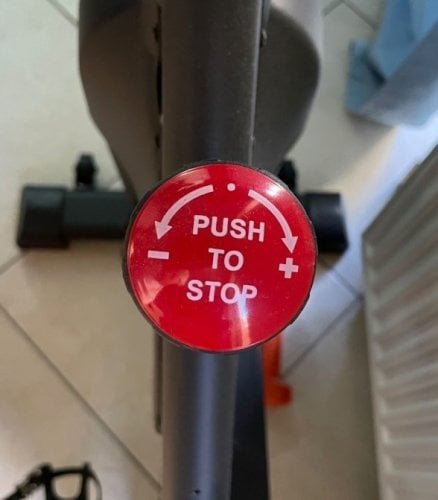 PUSH
TO
STOP
- +